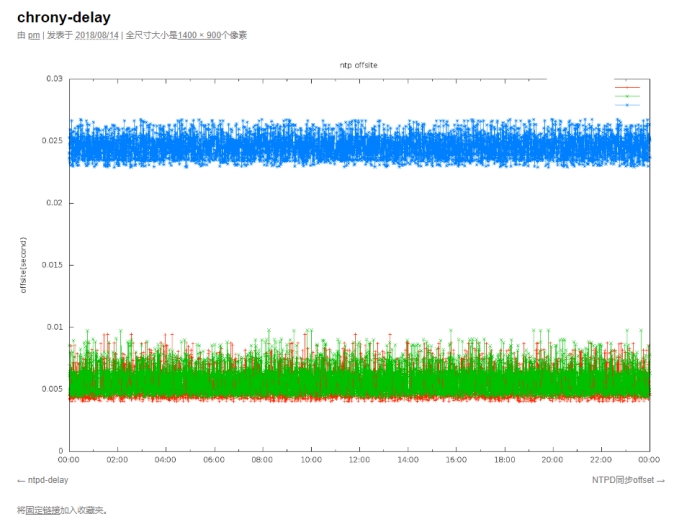 chrony-delay
由 pm | 发表于 2018/08/14 | 全尺寸大小是1400 × 900个像素
ntp offsite
0.03
0.025
0.02
0.015
0.01
0.005
0
offsite(second)
00:00 02:00 04:00 06:00 08:00 10:00 12:00 14:00 16:00 18:00 20:00 22:00 00:00
← ntpd-delay NTPD同步offset →
将固定链接加入收藏夹。